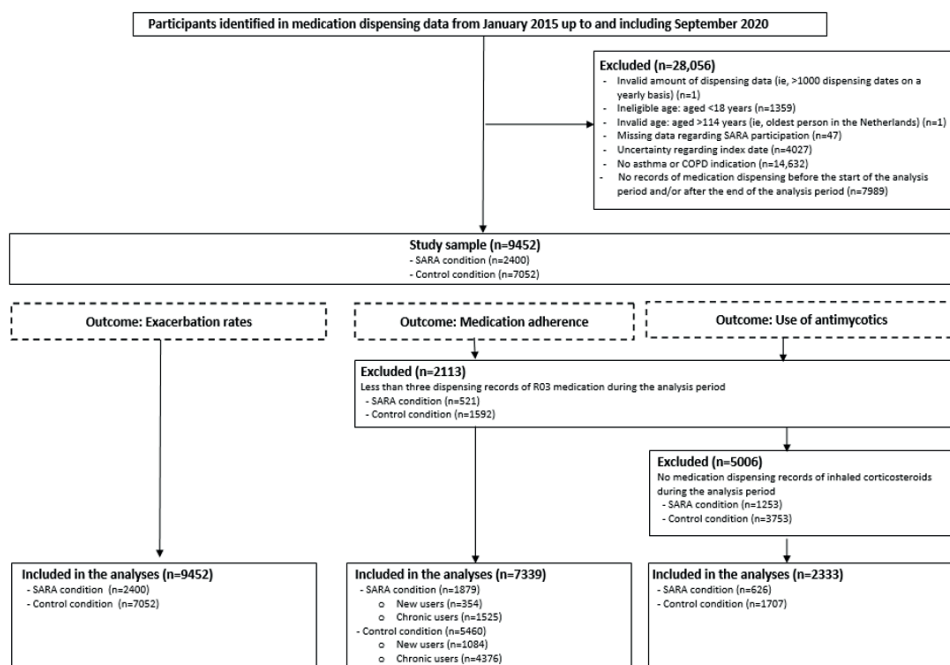 Participants identified in medication dispensing data from January 2015 up to and including September 2020
Excluded (n=28,056)
- Invalid amount of dispensing data (ie, >1000 dispensing dates on a
yearly basis) (n=1)
- Ineligible age: aged <18 years (n=1359)
- Invalid age: aged >114 years (ie, oldest person in the Netherlands) (n=1)
- Missing data regarding SARA participation (n=47)
- Uncertainty regarding index date (n=4027)
- No asthma or COPD indication (n=14,632)
- No records of medication dispensing before the start of the analysis
period and/or after the end of the analysis period (n=7989)
Study sample (n=9452)
- SARA condition (n=2400)
- Control condition (n=7052)
Outcome: Exacerbation rates
Outcome: Medication adherence
Outcome: Use of antimycotics
Excluded (n=2113)
Less than three dispensing records of R03 medication during the analysis period
- SARA condition (n=521)
- Control condition (n=1592)
Excluded (n=5006)
No medication dispensing records of inhaled corticosteroids
during the analysis period
- SARA condition (n=1253)
- Control condition (n=3753)
Included in the analyses (n=9452)
- SARA condition (n=2400)
- Control condition (n=7052)
Included in the analyses (n=7339)
- SARA condition (n=1879)
o New users (n=354)
o Chronic users (n=1525)
- Control condition (n=5460)
o New users (n=1084)
o Chronic users (n=4376)
Included in the analyses (n=2333)
- SARA condition (n=626)
- Control condition (n=1707)